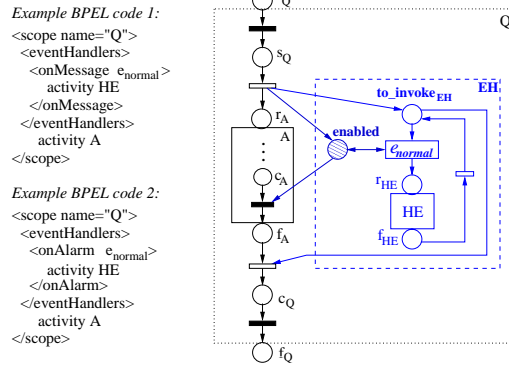 Example BPEL code 1:
<scope name="Q">
<eventHandlers>
<onMessage e_normal>
activity HE
</onMessage>
</eventHandlers>
activity A
</scope>
Example BPEL code 2:
<scope name="Q">
<eventHandlers>
<onAlarm e_normal>
activity HE
</onAlarm>
</eventHandlers>
activity A
</scope>
Q
Q
s_Q
EH
to_invoke_EH
r_A
enabled
A
e_normal
c_A
r_HE
HE
f_A
f_HE
c_Q
f_Q